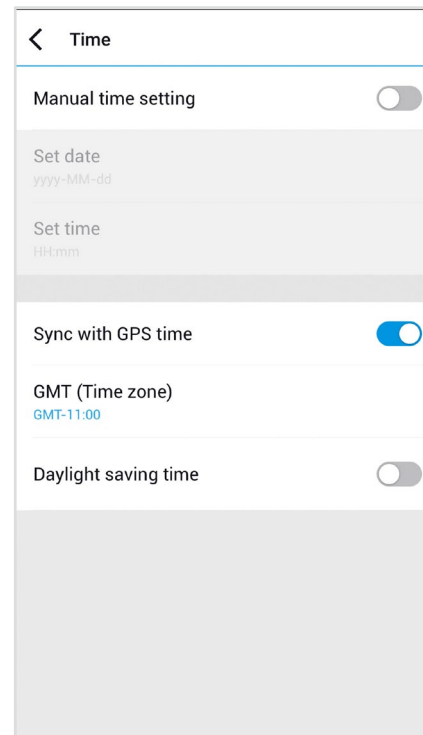 Time
Manual time setting
Set date
yyyy-MM-dd
Set time
HH:mm
Sync with GPS time
GMT (Time zone)
GMT-11:00
Daylight saving time